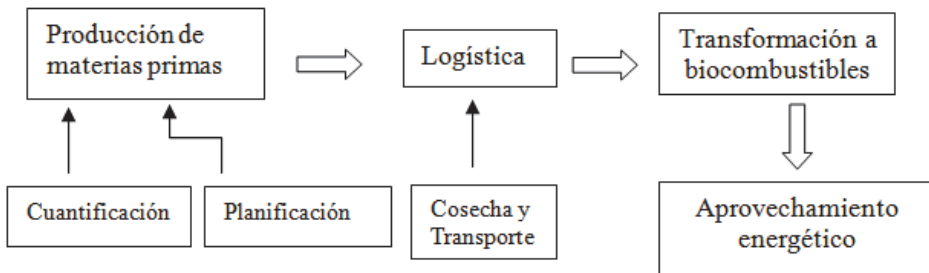 Producción de
materias primas
Logística
Transformación a
biocombustibles
Cuantificación
Planificación
Cosecha y
Transporte
Aprovechamiento
energético